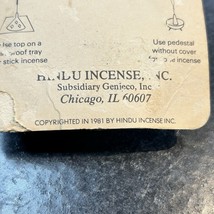 Use top on a
proof tray
stick incense
Use pedestal
without cover
incense
HINDU INCENSE, INC.
Subsidiary Genieco, Inc
Chicago, IL 60607
COPYRIGHTED IN 1981 BY HINDU INCENSE INC.